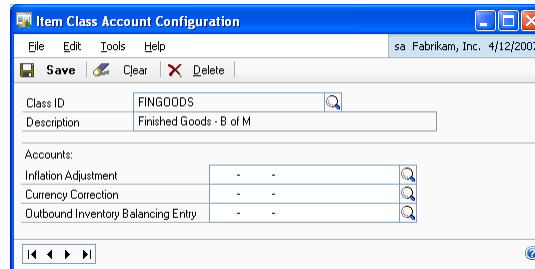 Item Class Account Configuration
File Edit Tools Help sa Fabrikam, Inc. 4/12/2007
Save Clear Delete
Class ID FINGOODS
Description Finished Goods - B of M
Accounts:
Inflation Adjustment - -
Currency Correction - -
Outbound Inventory Balancing Entry - -